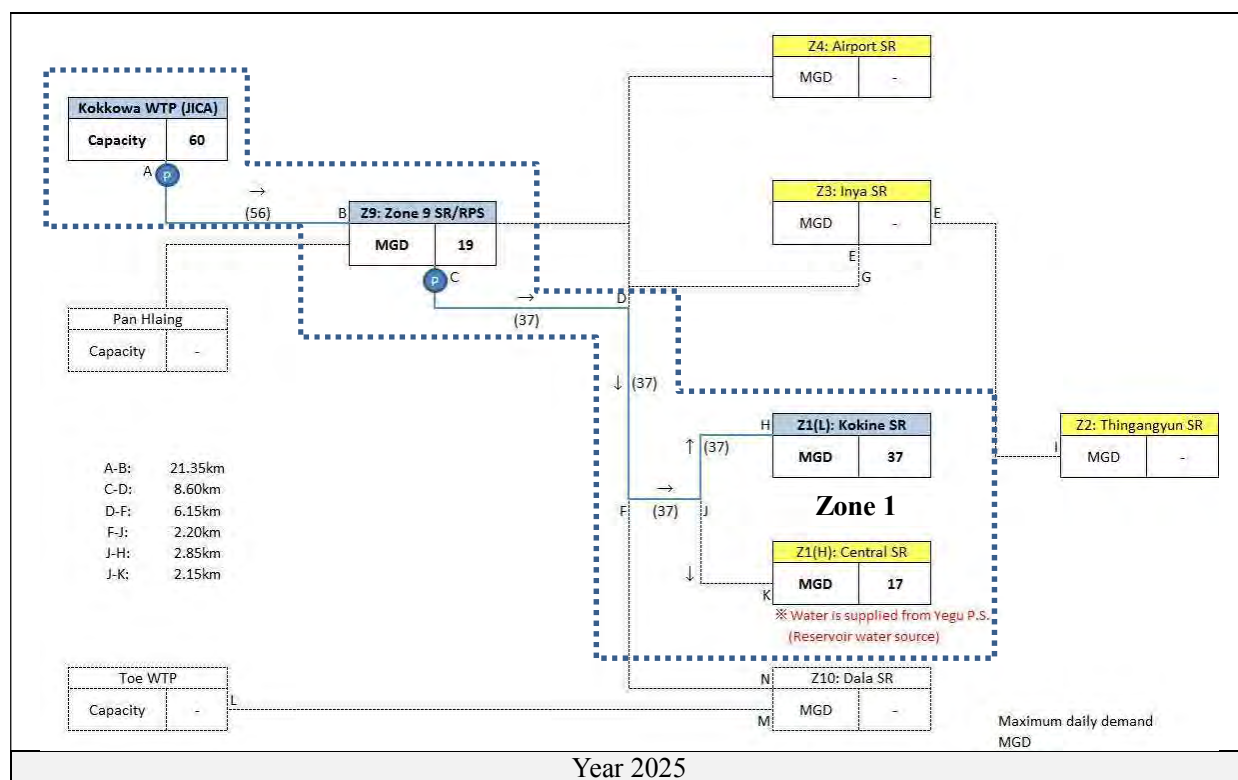 Z4: Airport SR
MGD -
Kokkowa WTP (JICA)
Capacity 60
A P
→
(56)
B
Z9: Zone 9 SR/RPS
MGD 19
P C
→
(37)
D
Z3: Inya SR
MGD -
E
E
G
Pan Hlaing
Capacity -
↓ (37)
H
Z1(L): Kokine SR
MGD 37
↑ (37)
Z2: Thingangyun SR
MGD -
I
A-B: 21.35km
C-D: 8.60km
D-F: 6.15km
F-J: 2.20km
J-H: 2.85km
J-K: 2.15km
→
F (37) J
Zone 1
Z1(H): Central SR
MGD 17
↓
K
※ Water is supplied from Yegu P.S.
(Reservoir water source)
Toe WTP
Capacity -
L
N
M
Z10: Dala SR
MGD -
Maximum daily demand
MGD
Year 2025